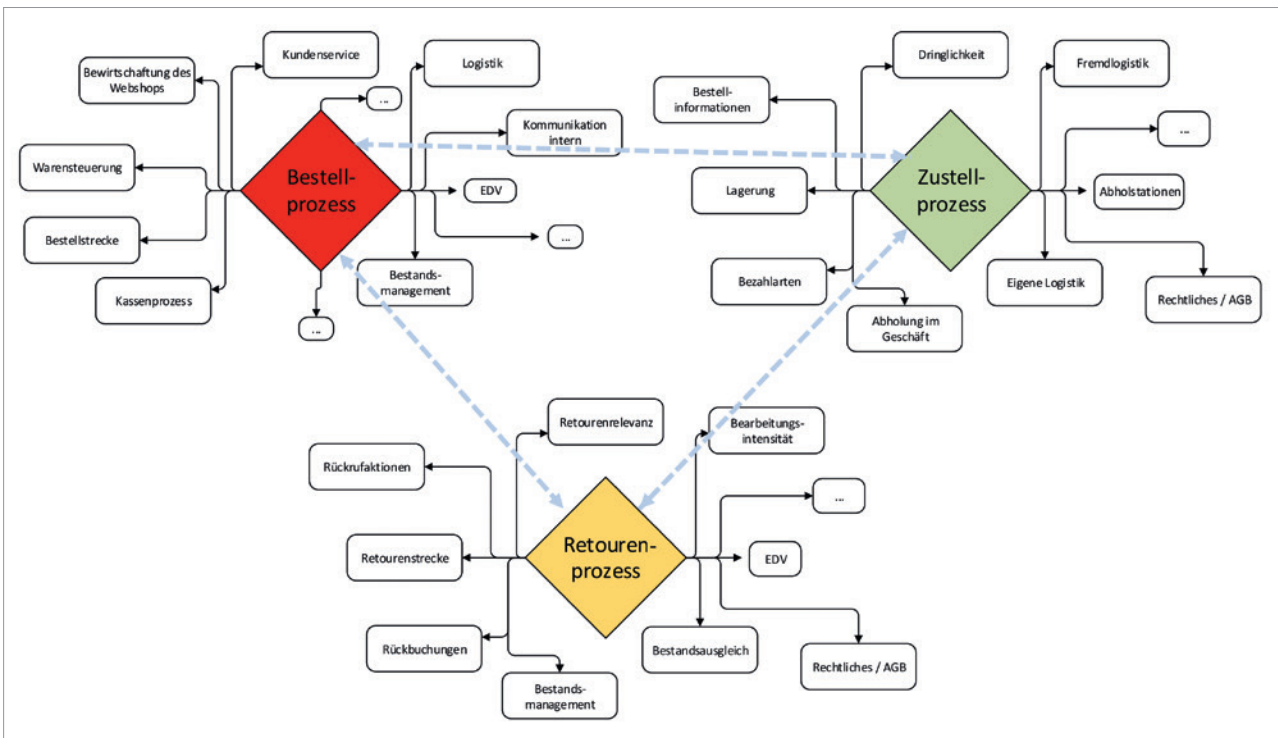 Kundenservice
Bewirtschaftung des
Webshops
...
Logistik
Kommunikation
intern
Warensteuerung
Bestell-
prozess
EDV
Bestellstrecke
...
Kassenprozess
Bestands-
management
...
Dringlichkeit
Fremdlogistik
Bestell-
informationen
...
Lagerung
Zustell-
prozess
Abholstationen
Bezahlarten
Eigene Logistik
Rechtliches / AGB
Abholung im
Geschäft
Retourenrelevanz
Bearbeitungs-
intensität
Rückrufaktionen
...
Retourenstrecke
Retouren-
prozess
EDV
Rückbuchungen
Bestandsausgleich
Rechtliches / AGB
Bestands-
management